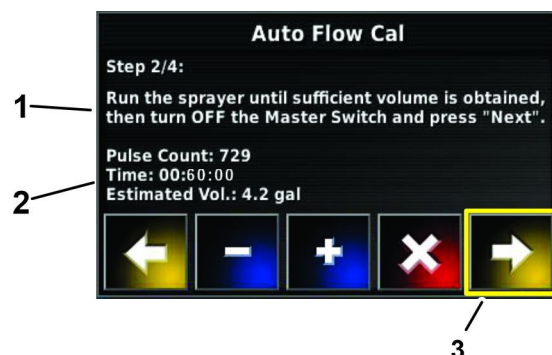 Auto Flow Cal
Step 2/4:
Run the sprayer until sufficient volume is obtained,
then turn OFF the Master Switch and press "Next".
Pulse Count: 729
Time: 00:60:00
Estimated Vol.: 4.2 gal
1
2
3